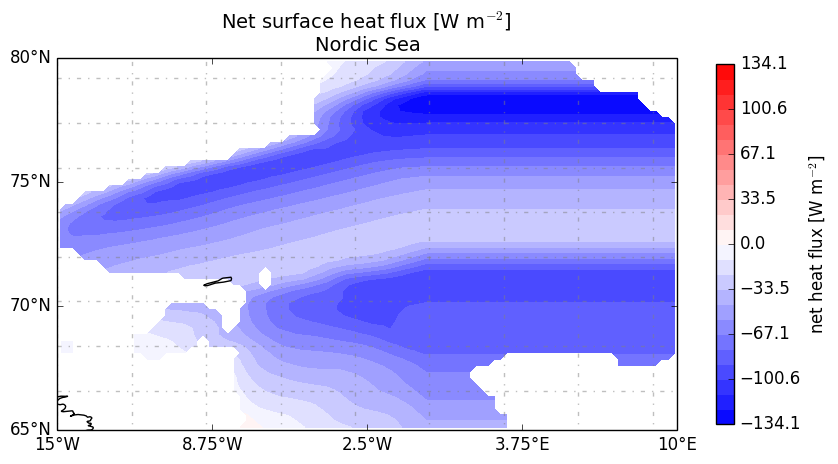 Net surface heat flux [W m⁻²]
Nordic Sea
80°N
75°N
70°N
65°N
15°W
8.75°W
2.5°W
3.75°E
10°E
134.1
100.6
67.1
33.5
0.0
−33.5
−67.1
−100.6
−134.1
net heat flux [W m⁻²]